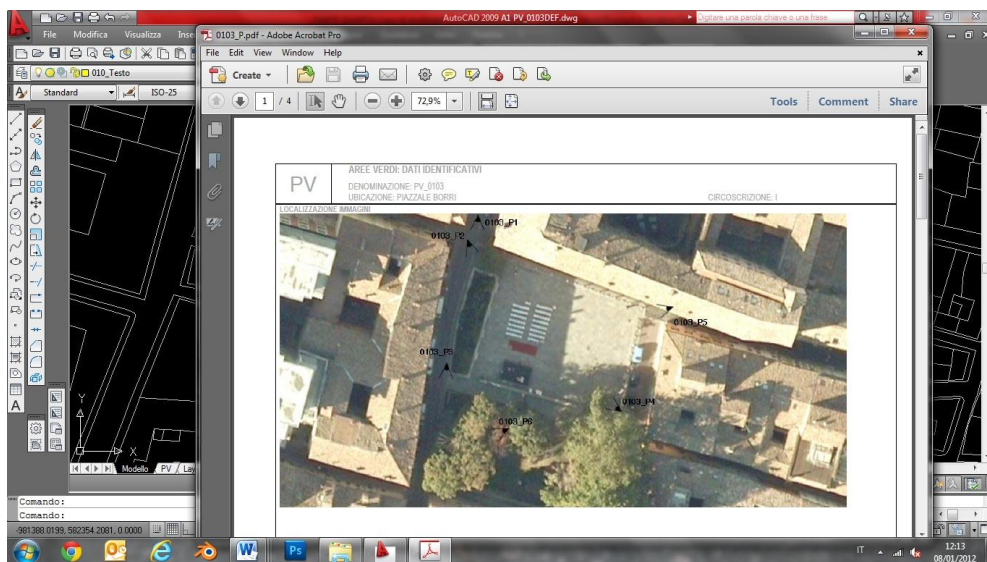 AutoCAD 2009 A1 PV_0103DEF.dwg
Digitare una parola chiave o una frase
File Modifica Visualizza Inse
010_Testo
Standard ISO-25
0103_P.pdf - Adobe Acrobat Pro
File Edit View Window Help
Create
1 / 4 72,9%
Tools Comment Share
PV
AREE VERDI: DATI IDENTIFICATIVI
DENOMINAZIONE: PV_0103
UBICAZIONE: PIAZZALE BORRI CIRCOSCRIZIONE: I
LOCALIZZAZIONE IMMAGINI
0103_P1
0103_P2
0103_P5
0103_P3
0103_P4
0103_P6
A
Y
X
Modello PV Lay
Comando:
Comando:
-981388.0199, 582354.2081, 0.0000
W
Ps
IT
12:13
08/01/2012